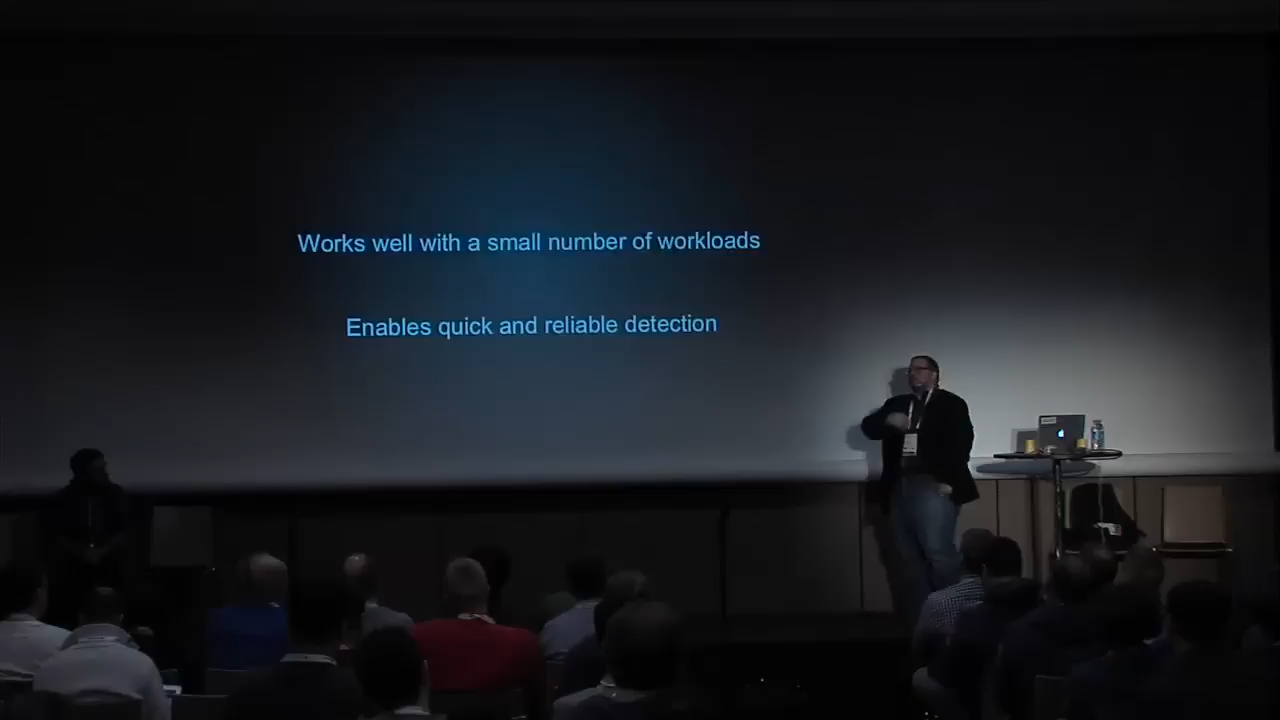 Works well with a small number of workloads
Enables quick and reliable detection